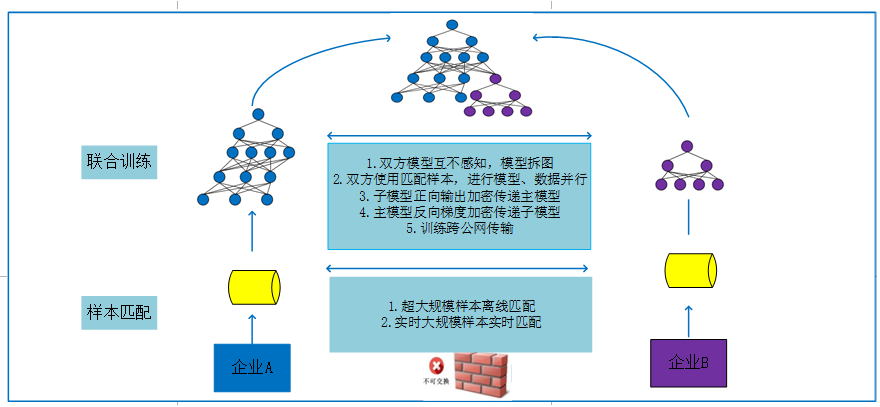 联合训练
1.双方模型互不感知，模型拆图
2.双方使用匹配样本，进行模型、数据并行
3.子模型正向输出加密传递主模型
4.主模型反向梯度加密传递子模型
5.训练跨公网传输
样本匹配
1.超大规模样本离线匹配
2.实时大规模样本实时匹配
企业A
不可交换
企业B